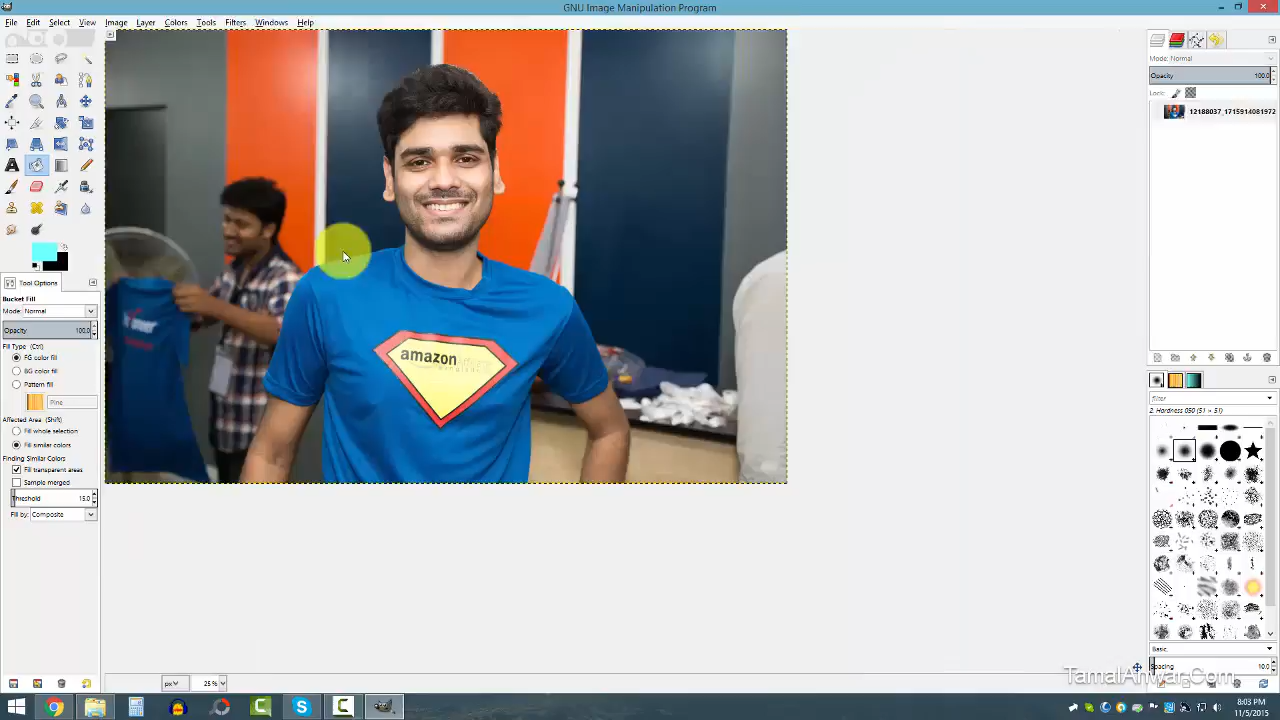 GNU Image Manipulation Program
File Edit Select View Image Layer Colors Tools Filters Windows Help
Mode: Normal
Opacity 100.0
Lock:
12188037_1715914081972
amazon
Tool Options
Bucket Fill
Mode: Normal
Opacity 100.0
Fill Type (Ctrl)
FG color fill
BG color fill
Pattern fill
Pine
Affected Area (Shift)
Fill whole selection
Fill similar colors
Finding Similar Colors
Fill transparent areas
Sample merged
Threshold 15.0
Fill by: Composite
filter
2. Hardness 050 (51 × 51)
Basic,
Spacing 10.0
px 25 %
TamalAnwar.Com
8:03 PM
11/5/2015